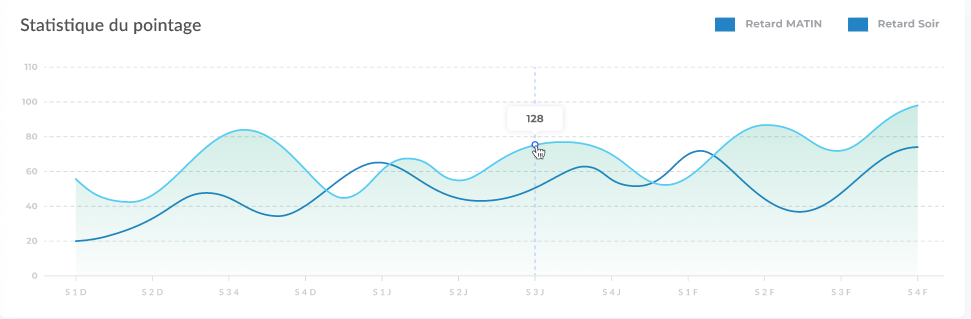 Statistique du pointage
Retard MATIN
Retard Soir
110
100
80
60
40
20
0
128
S1D S2D S34 S4D S1J S2J S3J S4J S1F S2F S3F S4F